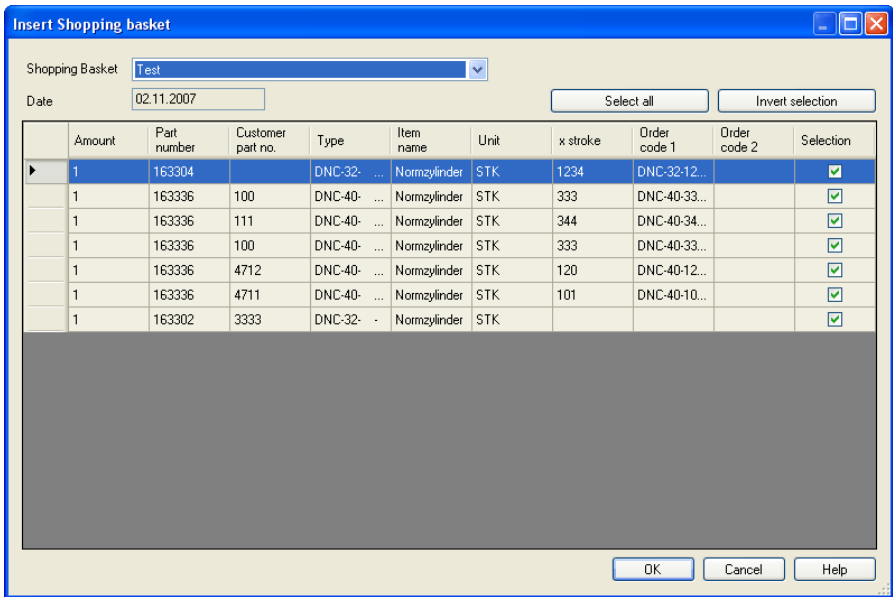 Insert Shopping basket
Shopping Basket Test
Date 02.11.2007 Select all Invert selection
Amount Part number Customer part no. Type Item name Unit x stroke Order code 1 Order code 2 Selection
1 163304 DNC-32- ... Normzylinder STK 1234 DNC-32-12...
1 163336 100 DNC-40- ... Normzylinder STK 333 DNC-40-33...
1 163336 111 DNC-40- ... Normzylinder STK 344 DNC-40-34...
1 163336 100 DNC-40- ... Normzylinder STK 333 DNC-40-33...
1 163336 4712 DNC-40- ... Normzylinder STK 120 DNC-40-12...
1 163336 4711 DNC-40- ... Normzylinder STK 101 DNC-40-10...
1 163302 3333 DNC-32- - Normzylinder STK
OK Cancel Help